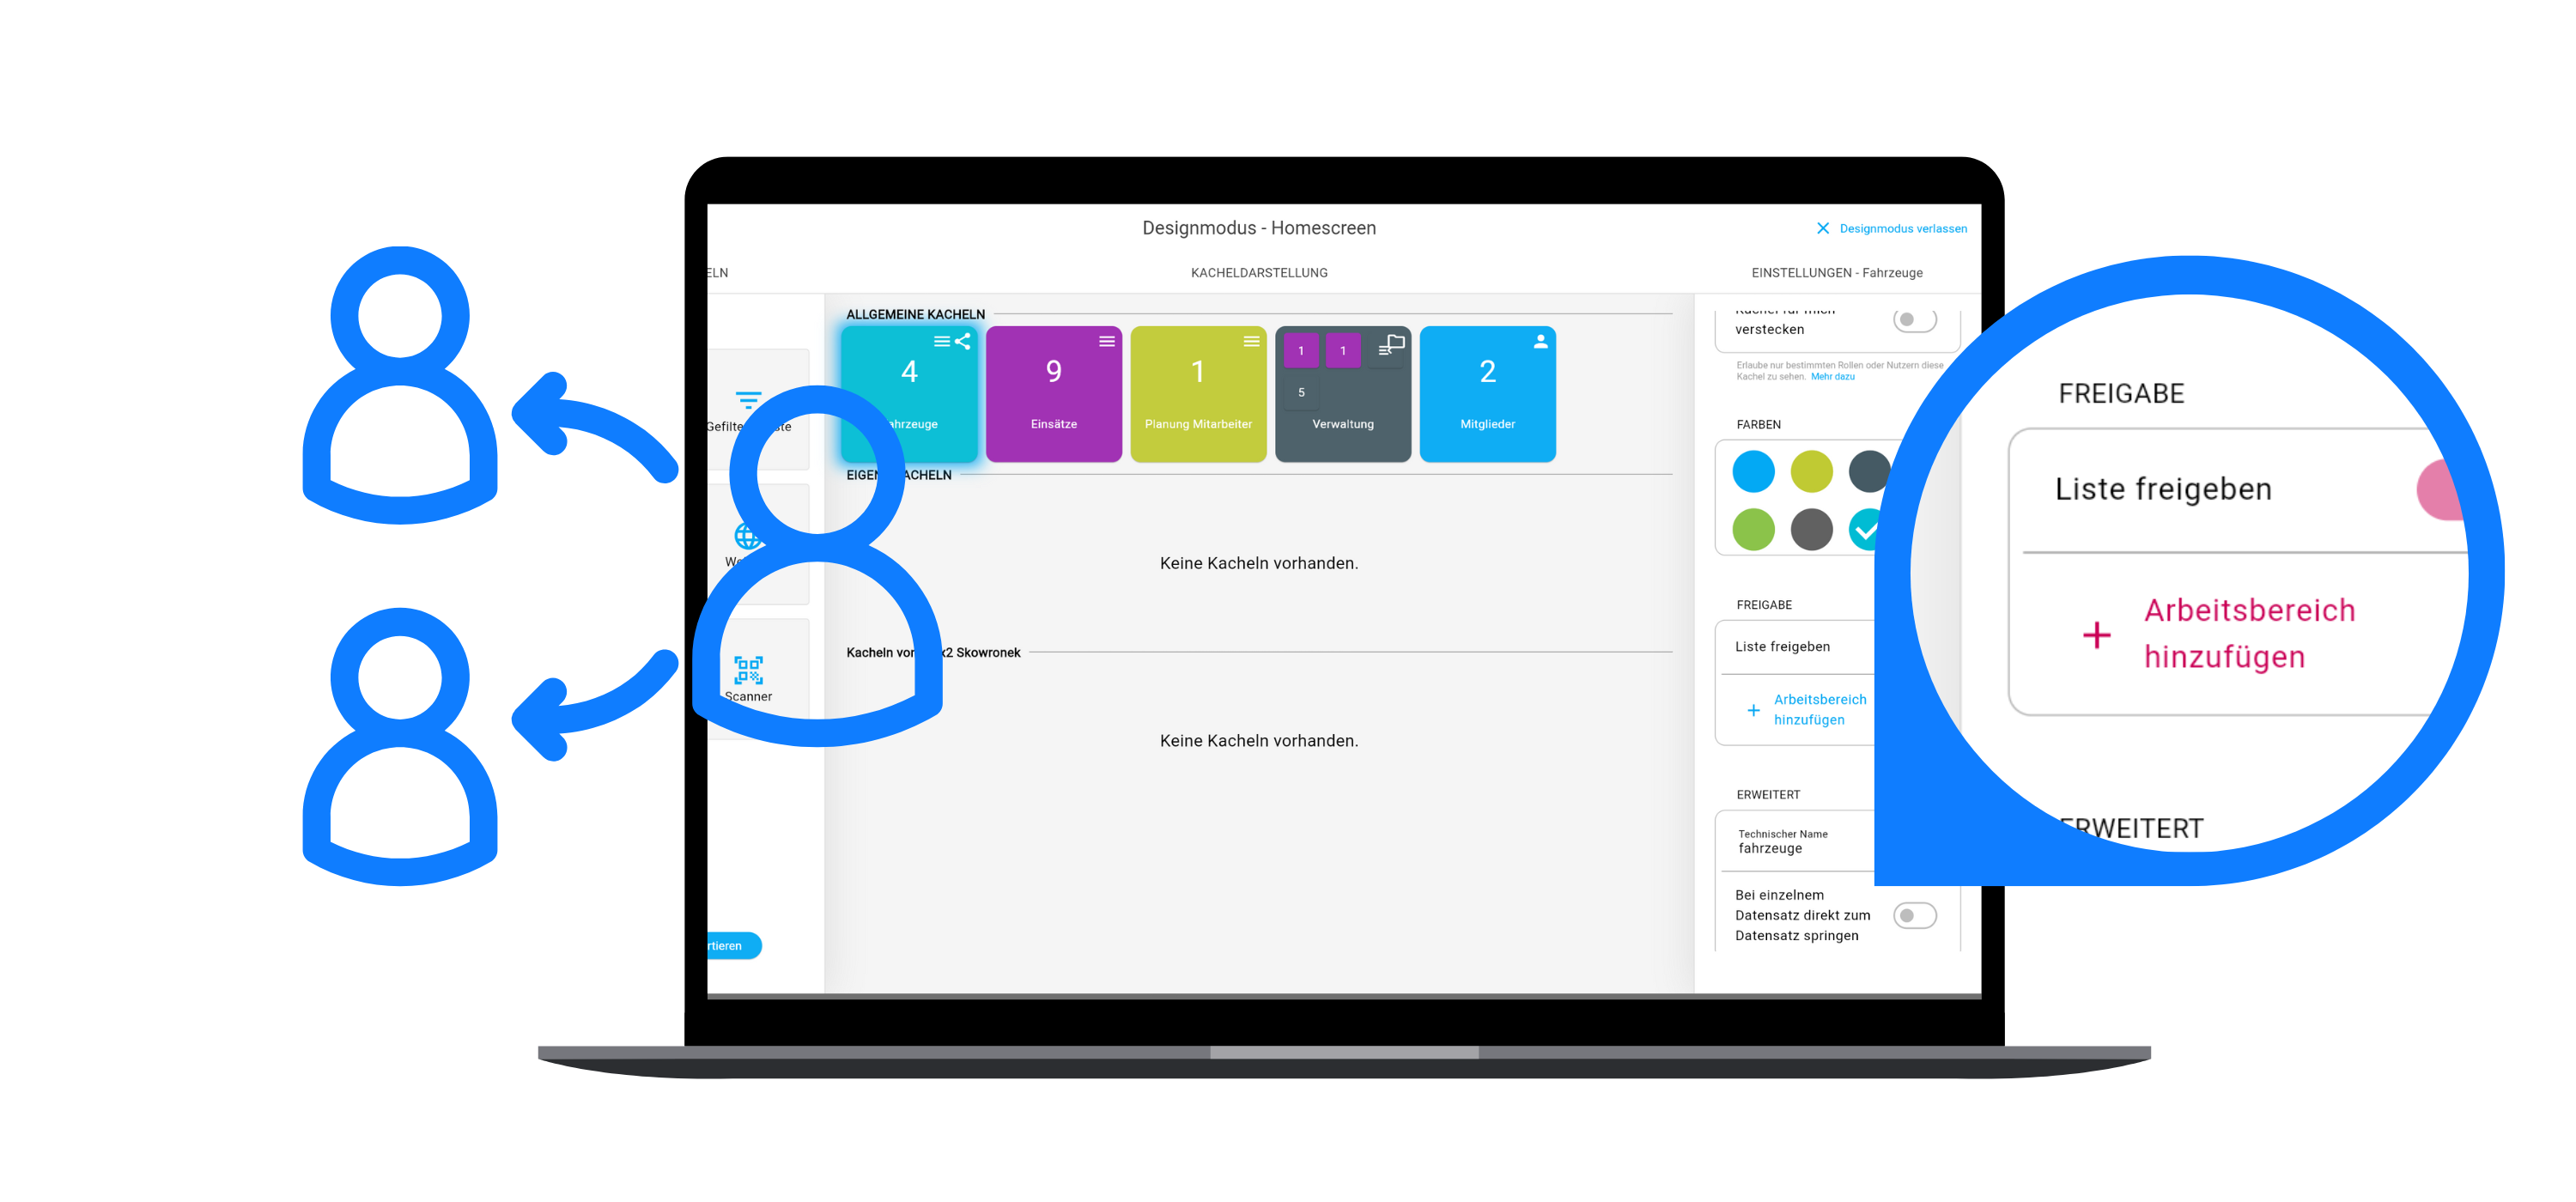 Designmodus - Homescreen
Designmodus verlassen
ELN
KACHELDARSTELLUNG
EINSTELLUNGEN - Fahrzeuge
ALLGEMEINE KACHELN
4
ahrzeuge
9
Einsätze
1
Planung Mitarbeiter
1 1
5
Verwaltung
2
Mitglieder
EIGEN ACHELN
Keine Kacheln vorhanden.
Kacheln vor x2 Skowronek
Keine Kacheln vorhanden.
Gefilte ste
We
Scanner
rtieren
verstecken
Erlaube nur bestimmten Rollen oder Nutzern diese
Kachel zu sehen. Mehr dazu
FARBEN
FREIGABE
Liste freigeben
+ Arbeitsbereich
hinzufügen
ERWEITERT
Technischer Name
fahrzeuge
Bei einzelnem
Datensatz direkt zum
Datensatz springen
FREIGABE
Liste freigeben
+ Arbeitsbereich
hinzufügen
ERWEITERT